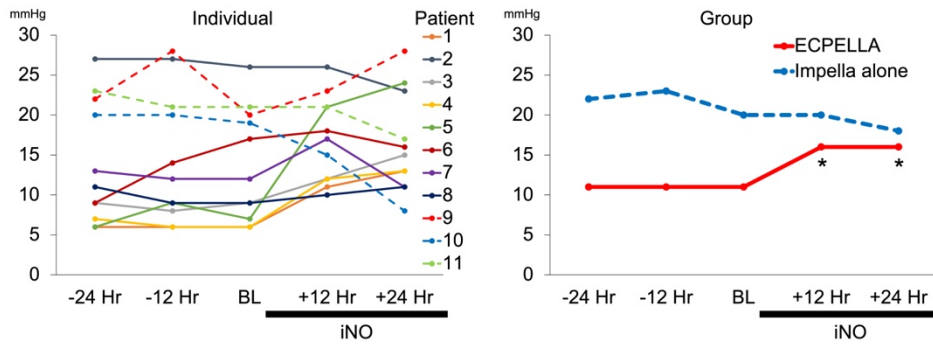 mmHg
Individual
Patient
30
25
20
15
10
5
0
1
2
3
4
5
6
7
8
9
10
11
-24 Hr
-12 Hr
BL
+12 Hr
+24 Hr
iNO
mmHg
Group
30
25
20
15
10
5
0
ECPELLA
Impella alone
*
*
-24 Hr
-12 Hr
BL
+12 Hr
+24 Hr
iNO